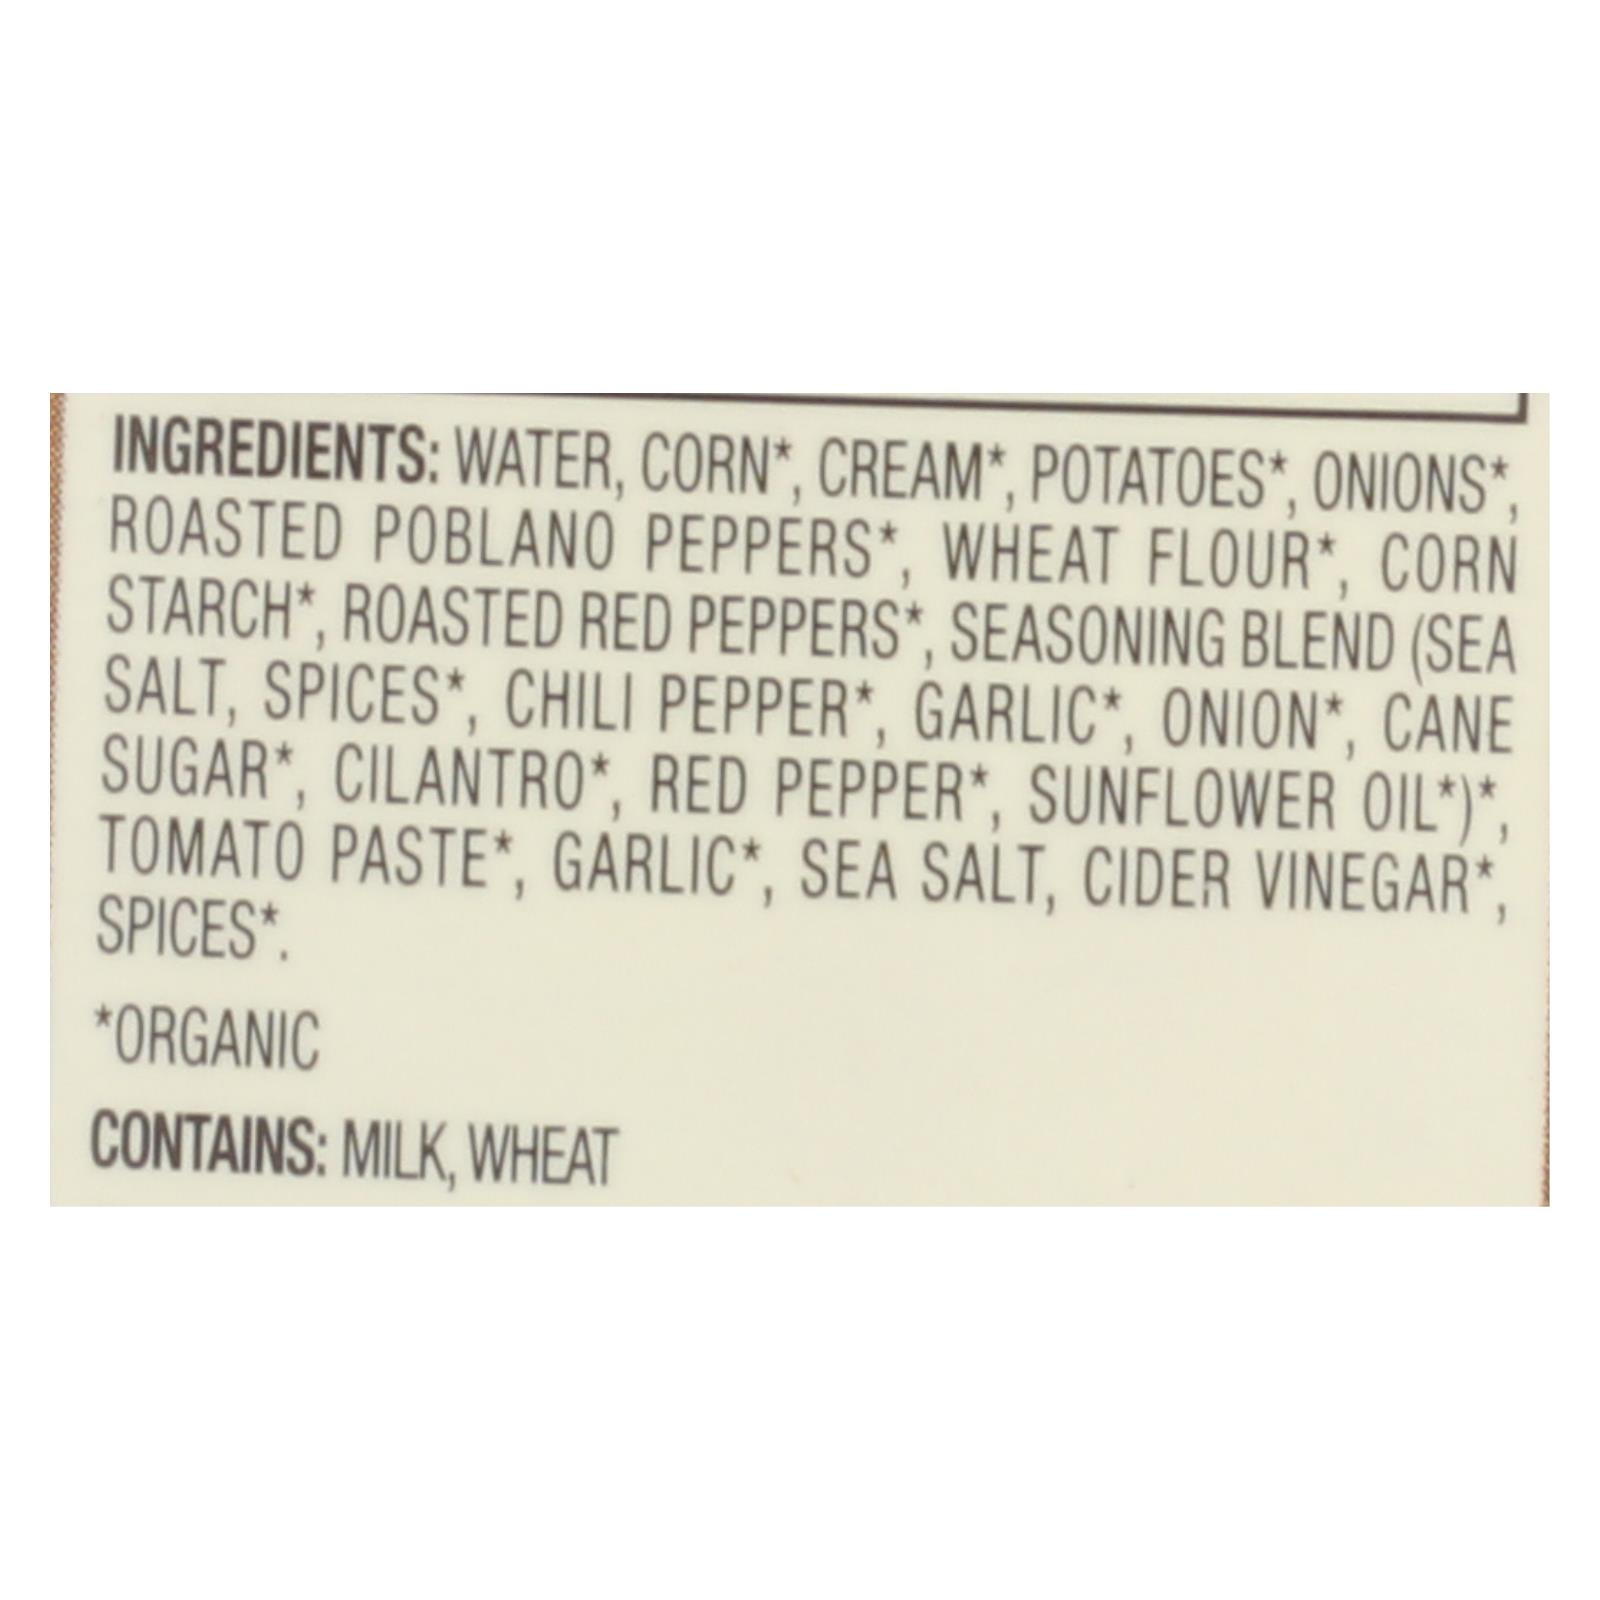 INGREDIENTS: WATER, CORN*, CREAM*, POTATOES*, ONIONS*,
ROASTED POBLANO PEPPERS*, WHEAT FLOUR*, CORN
STARCH*, ROASTED RED PEPPERS*, SEASONING BLEND (SEA
SALT, SPICES*, CHILI PEPPER*, GARLIC*, ONION*, CANE
SUGAR*, CILANTRO*, RED PEPPER*, SUNFLOWER OIL*)*,
TOMATO PASTE*, GARLIC*, SEA SALT, CIDER VINEGAR*,
SPICES*.
*ORGANIC
CONTAINS: MILK, WHEAT